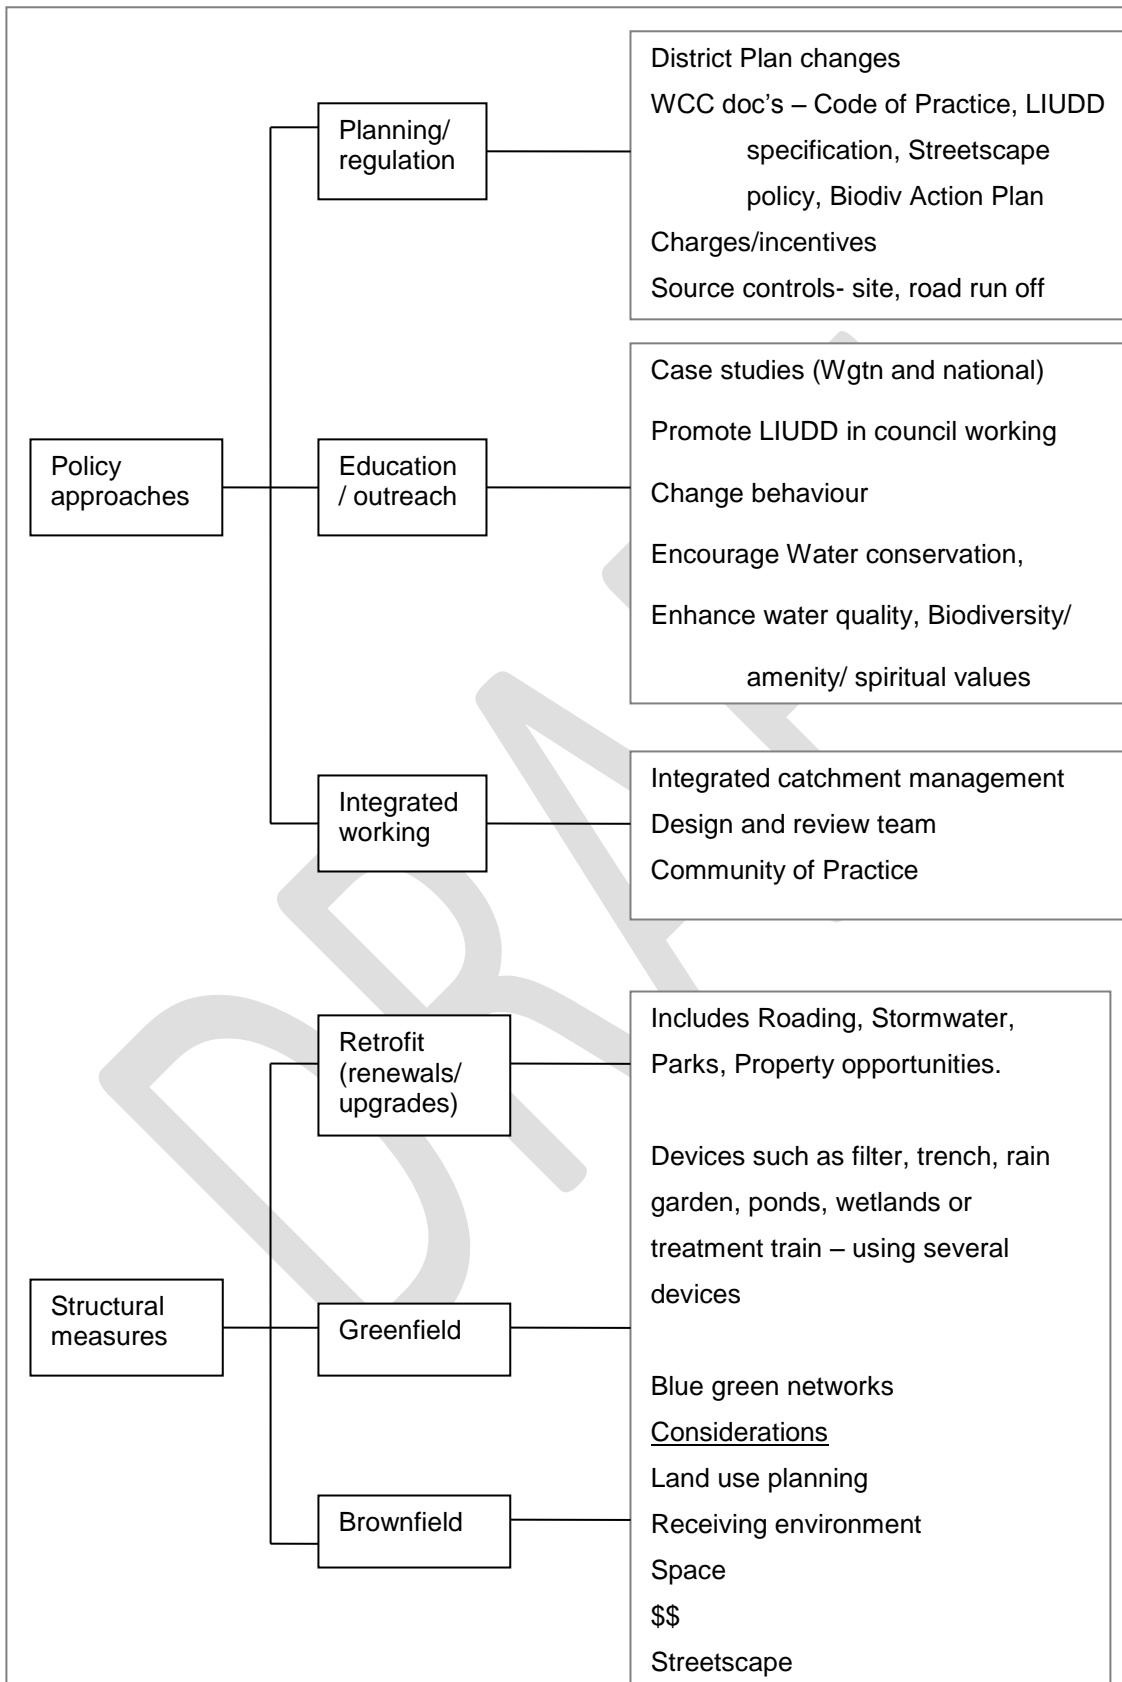 District Plan changes
WCC doc's – Code of Practice, LIUDD
specification, Streetscape
policy, Biodiv Action Plan
Charges/incentives
Source controls- site, road run off
Planning/
regulation
Case studies (Wgtn and national)
Promote LIUDD in council working
Change behaviour
Encourage Water conservation,
Enhance water quality, Biodiversity/
amenity/ spiritual values
Policy
approaches
Education
/ outreach
Integrated
working
Integrated catchment management
Design and review team
Community of Practice
Retrofit
(renewals/
upgrades)
Includes Roading, Stormwater,
Parks, Property opportunities.
Devices such as filter, trench, rain
garden, ponds, wetlands or
treatment train – using several
devices
Structural
measures
Greenfield
Blue green networks
Considerations
Land use planning
Receiving environment
Space
$$
Streetscape
Brownfield
DRAFT